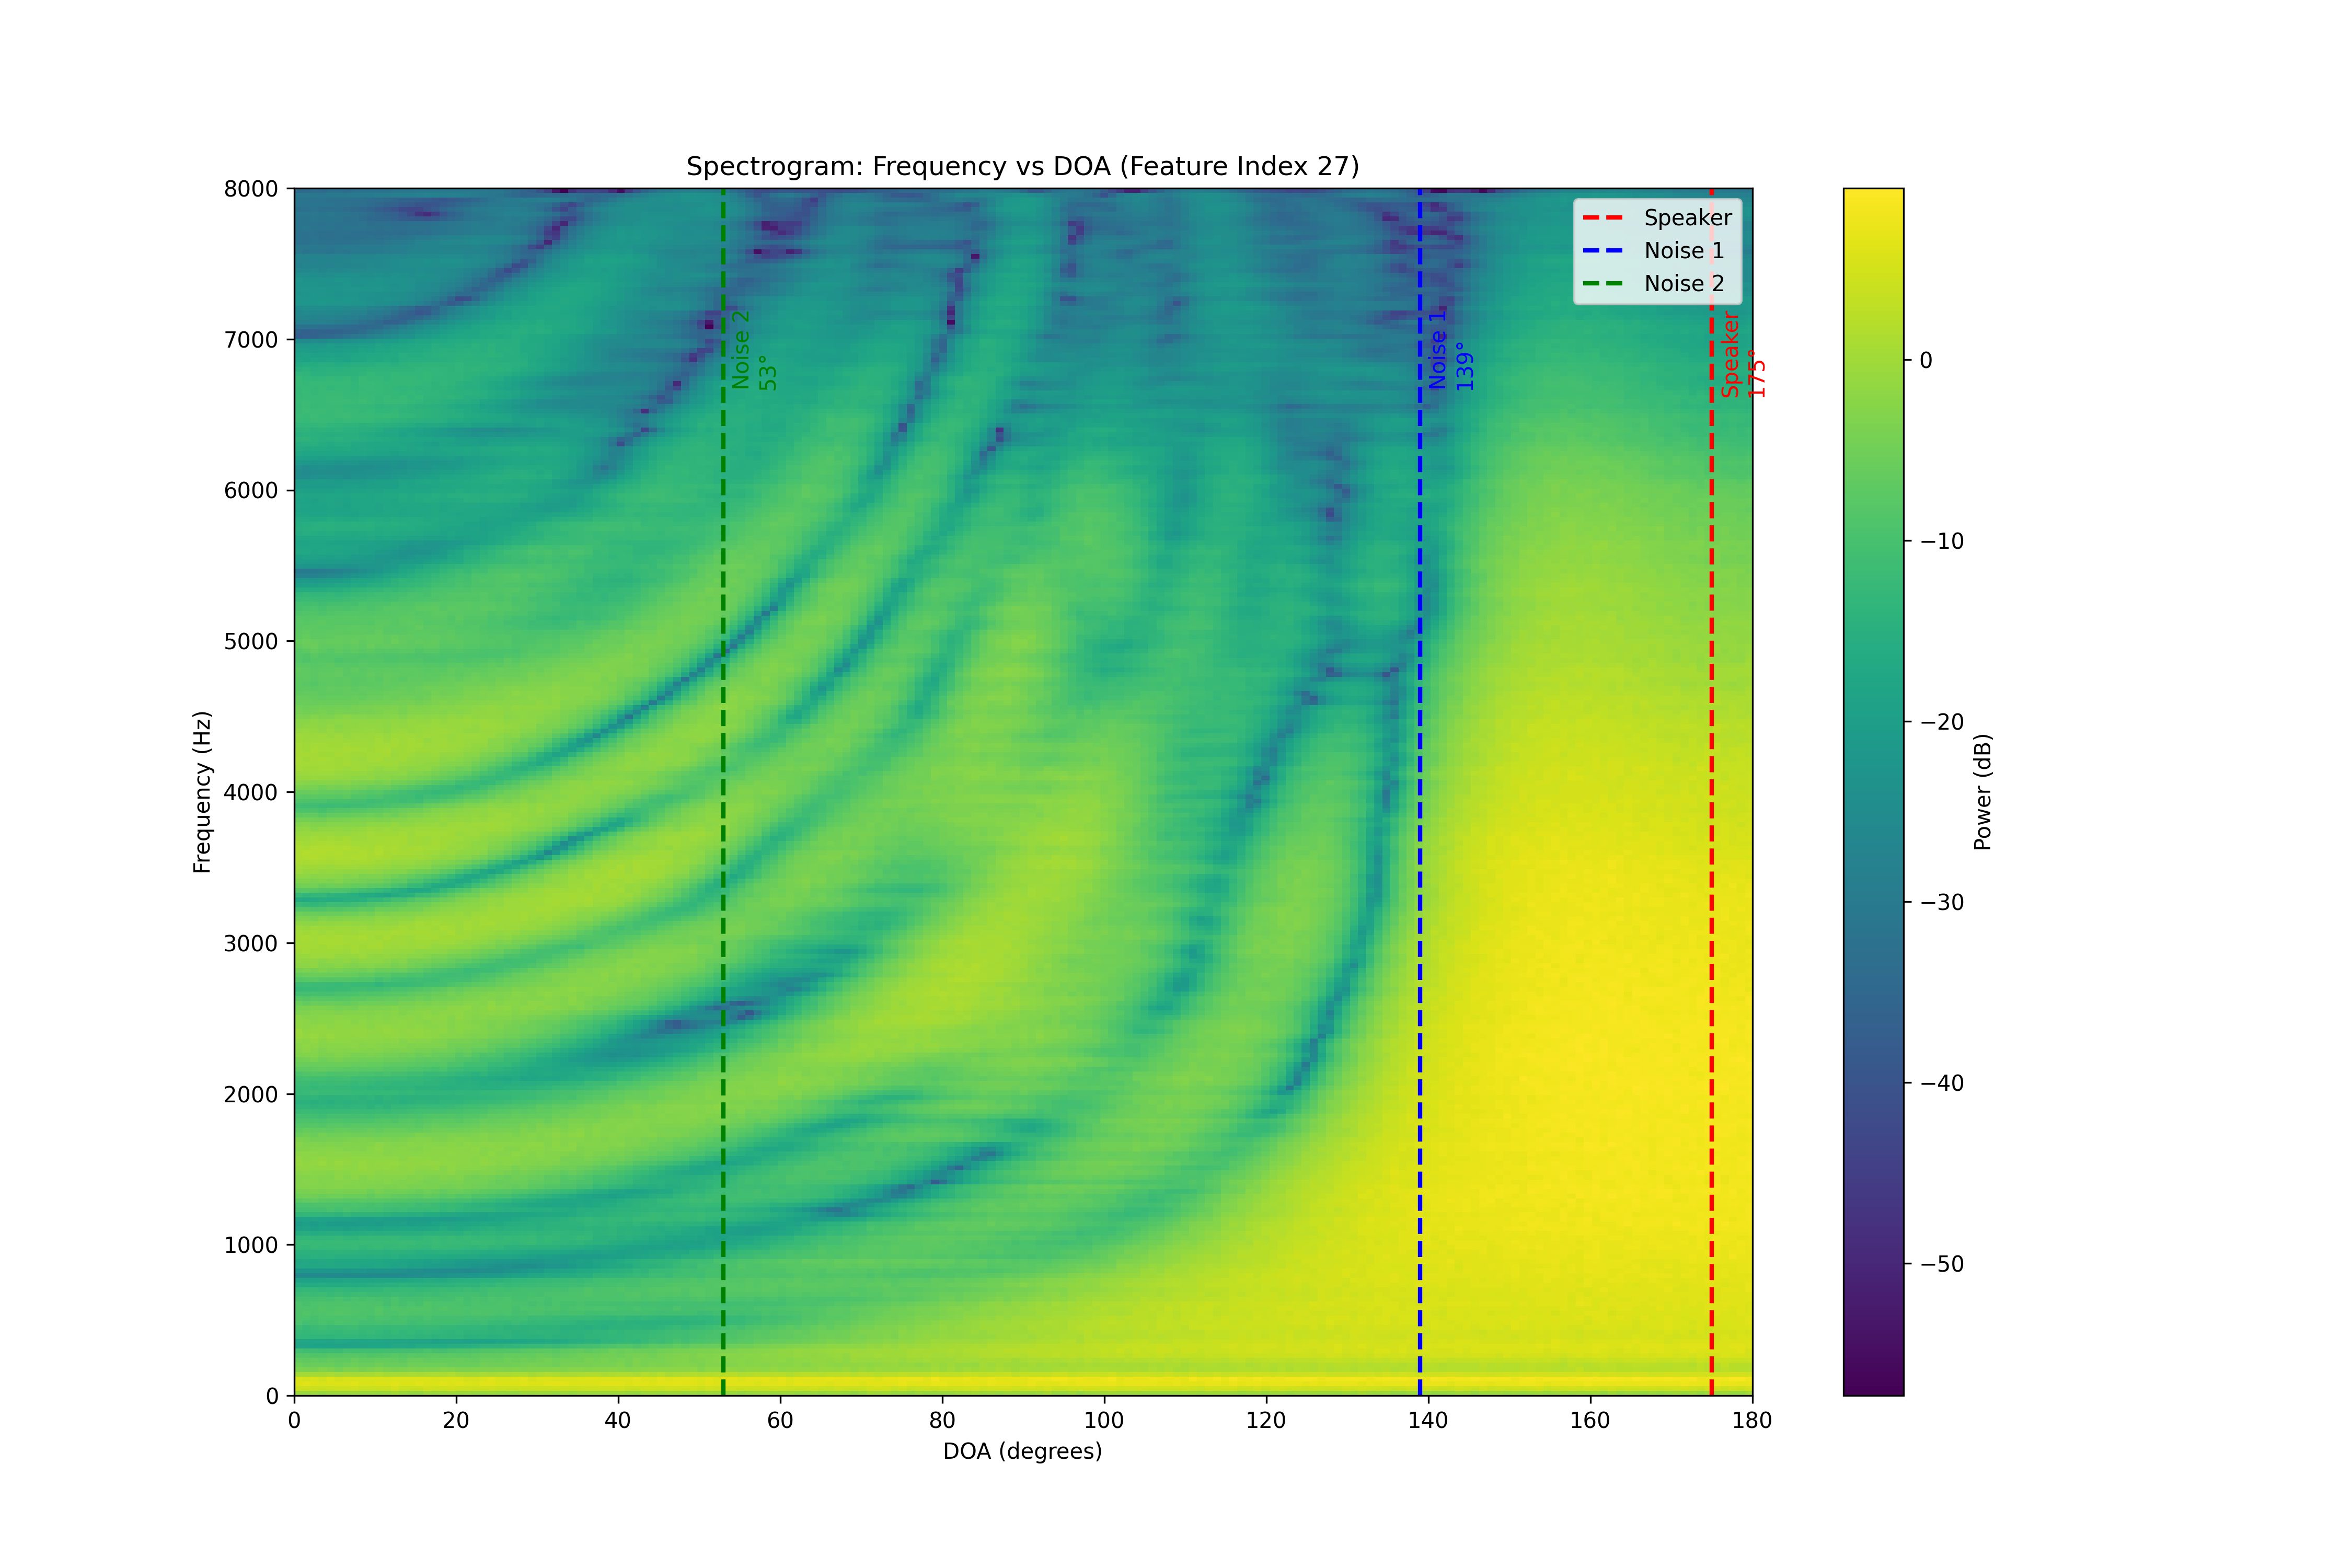 Spectrogram: Frequency vs DOA (Feature Index 27)
Speaker
Noise 1
Noise 2
Noise 2
53°
Noise 1
139°
Speaker
175°
8000
7000
6000
5000
4000
3000
2000
1000
0
Frequency (Hz)
0 20 40 60 80 100 120 140 160 180
DOA (degrees)
0
−10
−20
−30
−40
−50
Power (dB)